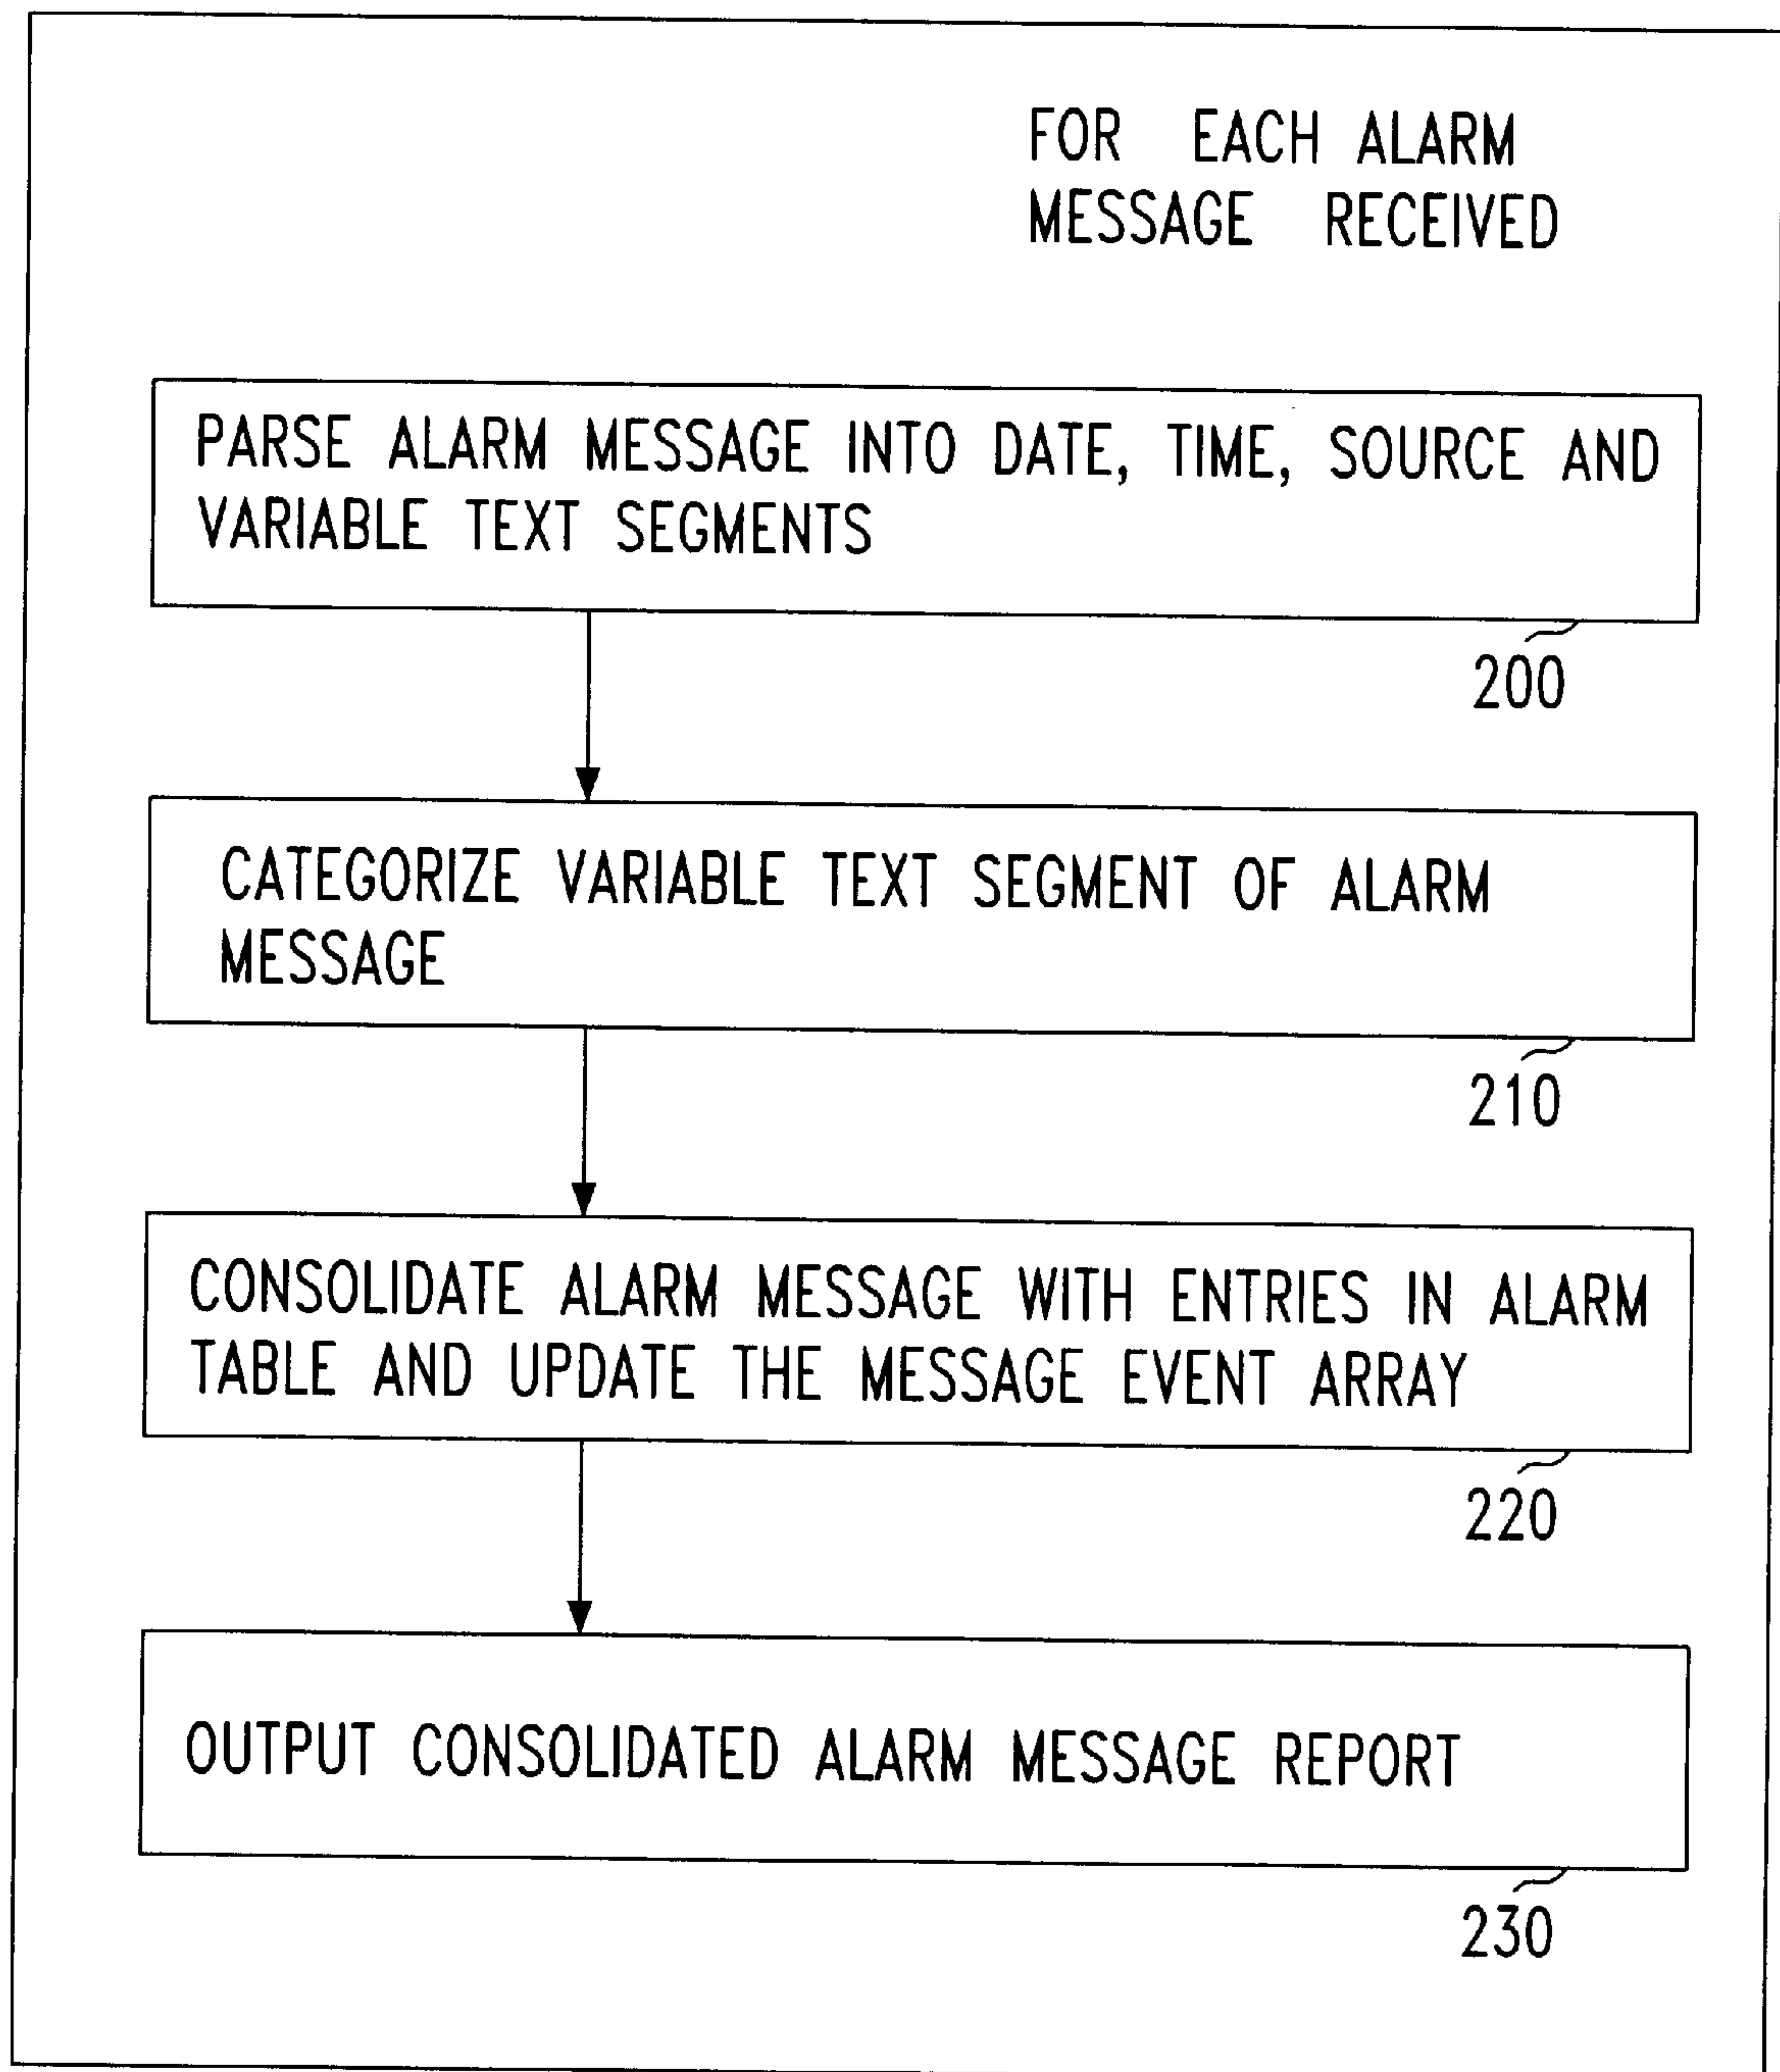 FOR EACH ALARM
MESSAGE RECEIVED
PARSE ALARM MESSAGE INTO DATE, TIME, SOURCE AND
VARIABLE TEXT SEGMENTS
200
CATEGORIZE VARIABLE TEXT SEGMENT OF ALARM
MESSAGE
210
CONSOLIDATE ALARM MESSAGE WITH ENTRIES IN ALARM
TABLE AND UPDATE THE MESSAGE EVENT ARRAY
220
OUTPUT CONSOLIDATED ALARM MESSAGE REPORT
230